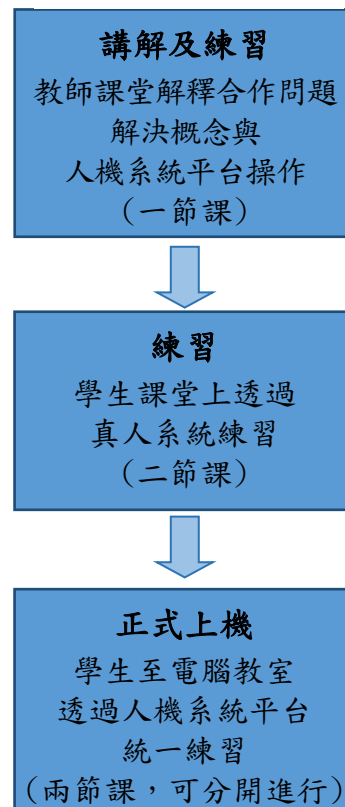 講解及練習
教師課堂解釋合作問題
解決概念與
人機系統平台操作
（一節課）
練習
學生課堂上透過
真人系統練習
（二節課）
正式上機
學生至電腦教室
透過人機系統平台
統一練習
（兩節課，可分開進行）